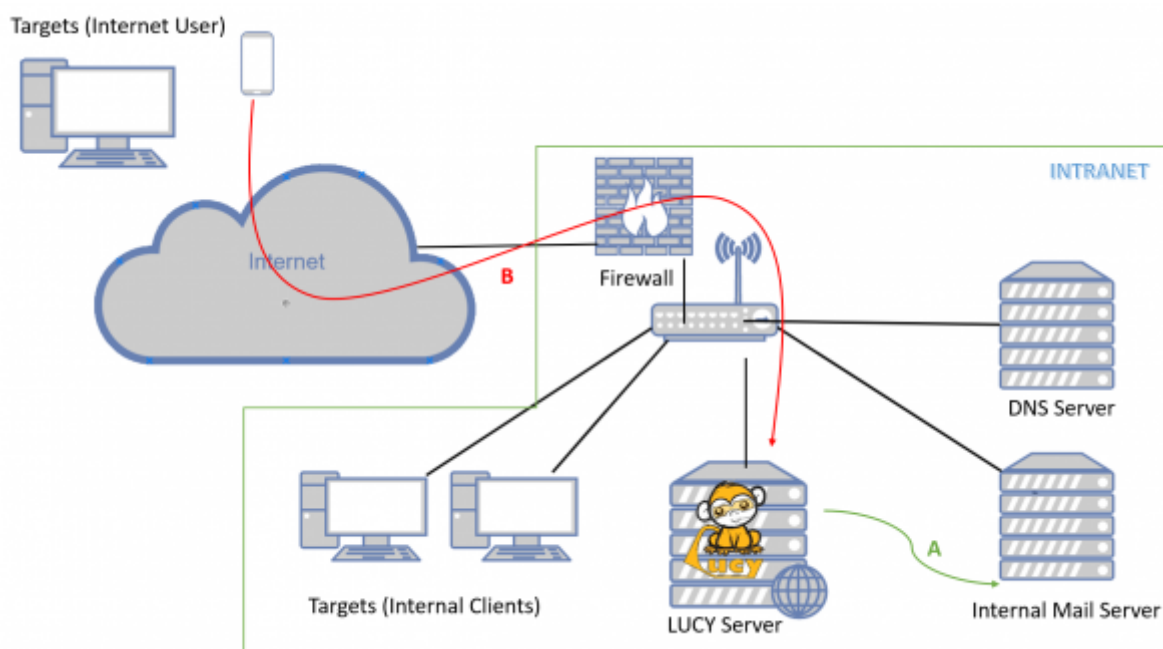 Targets (Internet User)
INTRANET
Internet
B
Firewall
DNS Server
LUCY
A
Targets (Internal Clients)
LUCY Server
Internal Mail Server